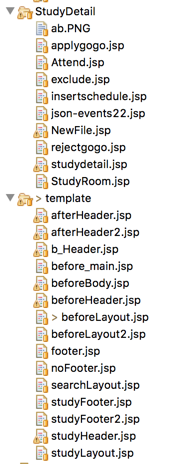 StudyDetail
ab.PNG
applygogo.jsp
Attend.jsp
exclude.jsp
insertschedule.jsp
json-events22.jsp
NewFile.jsp
rejectgogo.jsp
studydetail.jsp
StudyRoom.jsp
> template
afterHeader.jsp
afterHeader2.jsp
b_Header.jsp
before_main.jsp
beforeBody.jsp
beforeHeader.jsp
> beforeLayout.jsp
beforeLayout2.jsp
footer.jsp
noFooter.jsp
searchLayout.jsp
studyFooter.jsp
studyFooter2.jsp
studyHeader.jsp
studyLayout.jsp